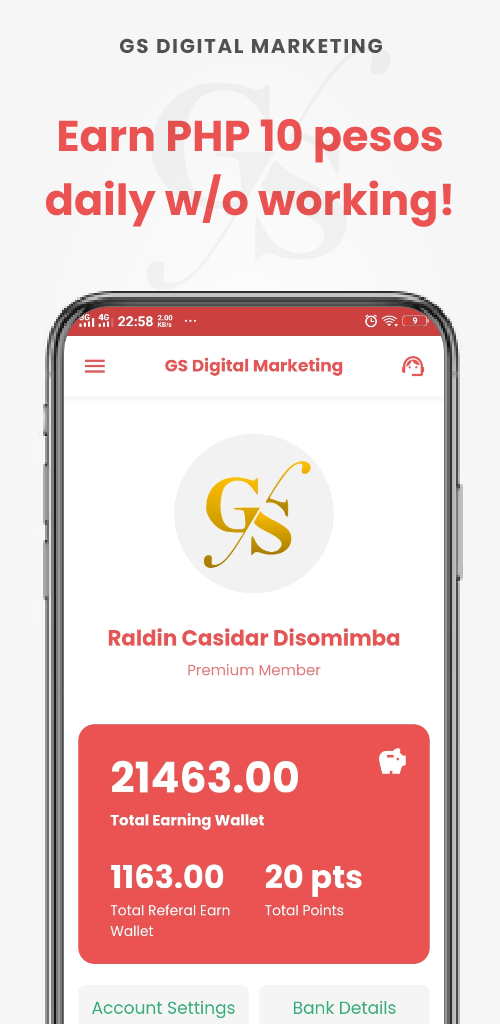 GS DIGITAL MARKETING
Earn PHP 10 pesos
daily w/o working!
3G 4G 22:58 2.00 KB/s ... 9
GS Digital Marketing
GS
Raldin Casidar Disomimba
Premium Member
21463.00
Total Earning Wallet
1163.00 20 pts
Total Referal Earn Total Points
Wallet
Account Settings Bank Details